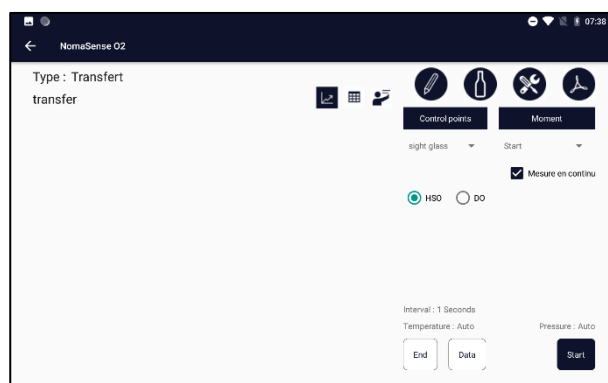 07:38
NomaSense O2
Type : Transfert
transfer
Control points
Moment
sight glass
Start
Mesure en continu
HSO
DO
Interval : 1 Seconds
Temperature : Auto
Pressure : Auto
End
Data
Start